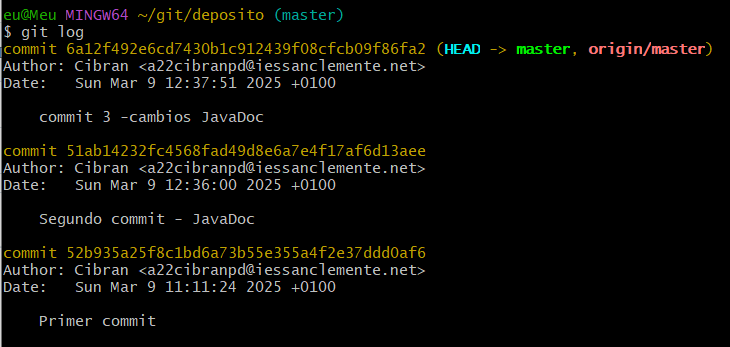 eu@Meu MINGW64 ~/git/deposito (master)
$ git log
commit 6a12f492e6cd7430b1c912439f08cfcb09f86fa2 (HEAD -> master, origin/master)
Author: Cibran <a22cibranpd@iessanclemente.net>
Date:   Sun Mar 9 12:37:51 2025 +0100
    commit 3 -cambios JavaDoc
commit 51ab14232fc4568fad49d8e6a7e4f17af6d13aee
Author: Cibran <a22cibranpd@iessanclemente.net>
Date:   Sun Mar 9 12:36:00 2025 +0100
    Segundo commit - JavaDoc
commit 52b935a25f8c1bd6a73b55e355a4f2e37ddd0af6
Author: Cibran <a22cibranpd@iessanclemente.net>
Date:   Sun Mar 9 11:11:24 2025 +0100
    Primer commit